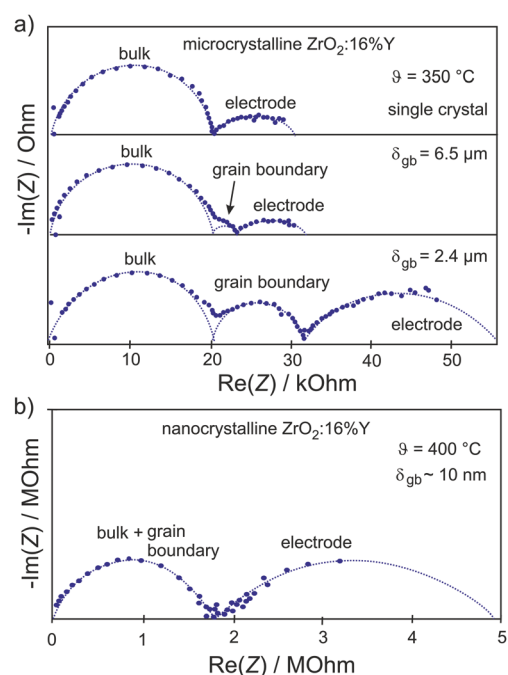 a)
microcrystalline ZrO₂:16%Y
bulk
ϑ = 350 °C
electrode
single crystal
bulk
δgb = 6.5 μm
grain boundary
electrode
bulk
δgb = 2.4 μm
grain boundary
electrode
-Im(Z) / Ohm
0 10 20 30 40 50
Re(Z) / kOhm
b)
nanocrystalline ZrO₂:16%Y
ϑ = 400 °C
δgb ~ 10 nm
bulk + grain
boundary
electrode
-Im(Z) / MOhm
0 1 2 3 4 5
Re(Z) / MOhm